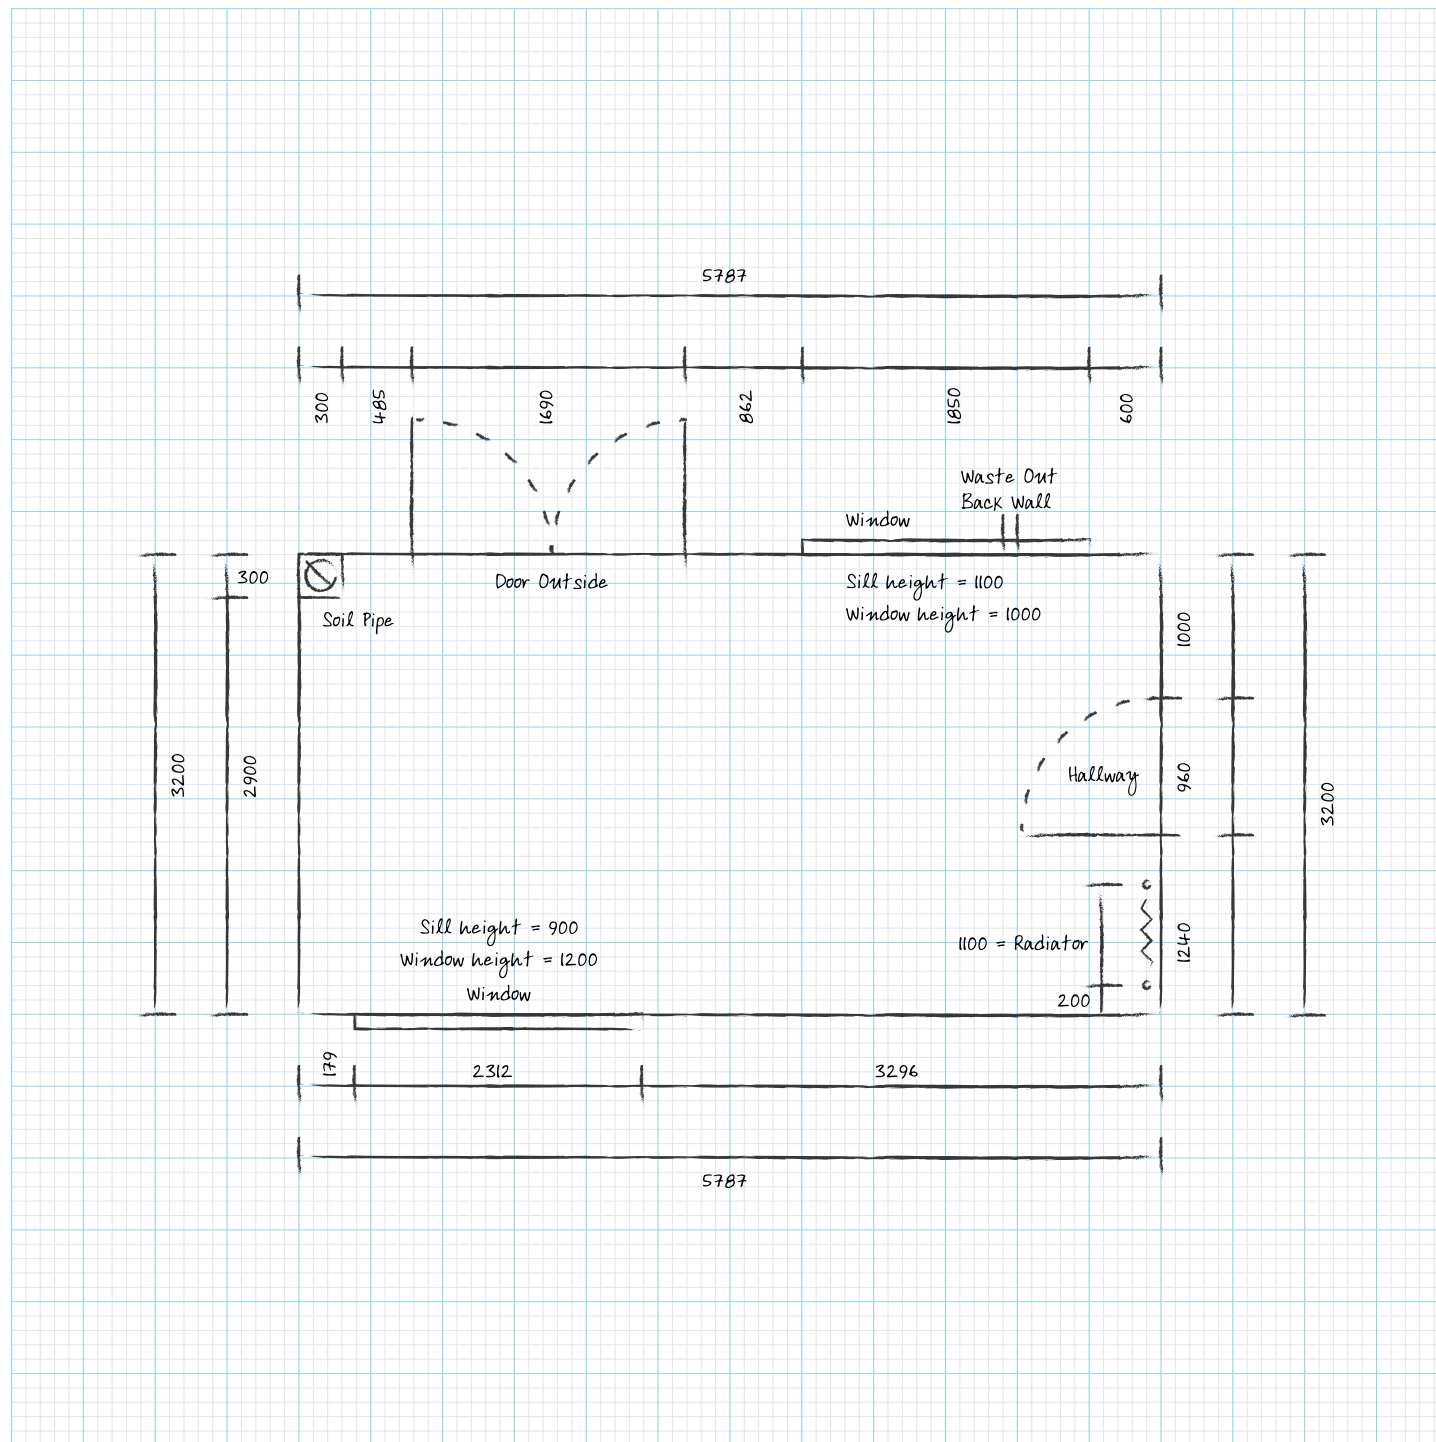 5787
300
485
1690
862
1850
600
Waste Out
Back Wall
Window
300
Door Outside
Sill height = 1100
Window height = 1000
Soil Pipe
1000
3200
2900
Hallway
960
3200
Sill height = 900
Window height = 1200
Window
1100 = Radiator
1240
200
179
2312
3296
5787